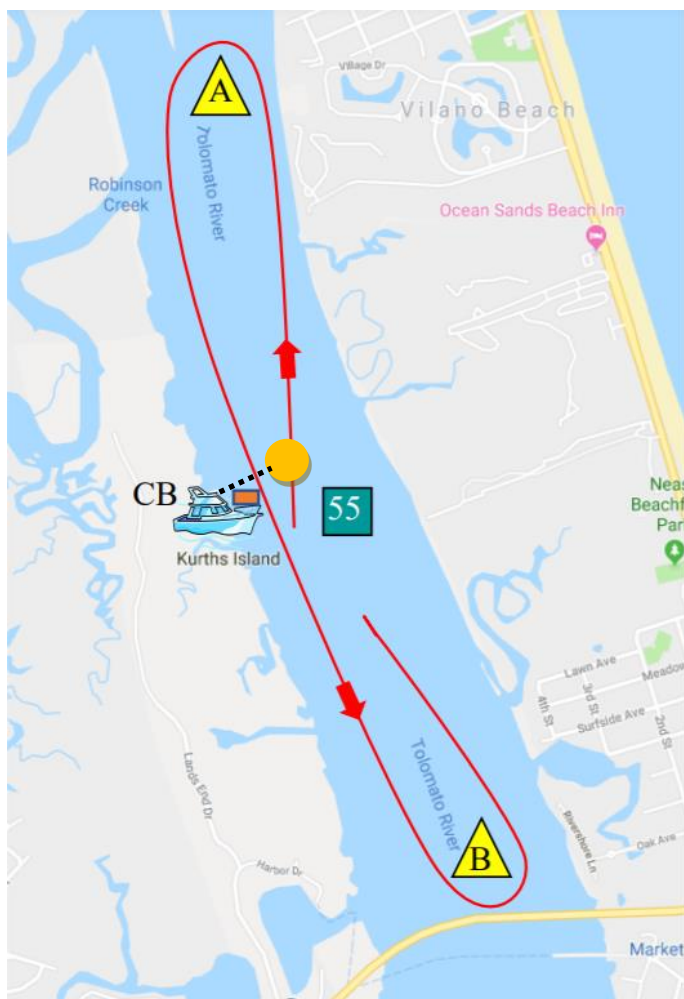 Village Dr
A
Vilano Beach
Tolomato River
Robinson
Creek
Ocean Sands Beach Inn
CB
55
Neas
Beachf
Par
Kurths Island
Lawn Ave
Meadow
4th St
3rd St
2nd St
Surfside Ave
Lands End Dr
Tolomato River
B
Rivershore Ln
Oak Ave
Harbor Dr
Market